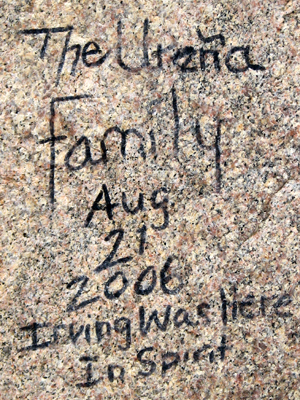 The Ureña
Family
Aug
21
2006
Irving Was Here
In Spirit